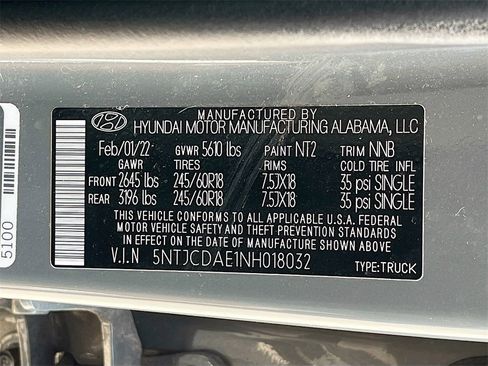 MANUFACTURED BY
HYUNDAI MOTOR MANUFACTURING ALABAMA, LLC
Feb/01/22 GVWR 5610 lbs PAINT NT2 TRIM NNB
GAWR TIRES RIMS COLD TIRE INFL
FRONT 2645 lbs 245/60R18 7.5JX18 35 psi SINGLE
REAR 3196 lbs 245/60R18 7.5JX18 35 psi SINGLE
THIS VEHICLE CONFORMS TO ALL APPLICABLE U.S.A. FEDERAL
MOTOR VEHICLE SAFETY AND THEFT PREVENTION STANDARDS
IN EFFECT ON THE DATE OF MANUFACTURE SHOWN ABOVE.
V.I.N 5NTJCDAE1NH018032 TYPE:TRUCK
5100